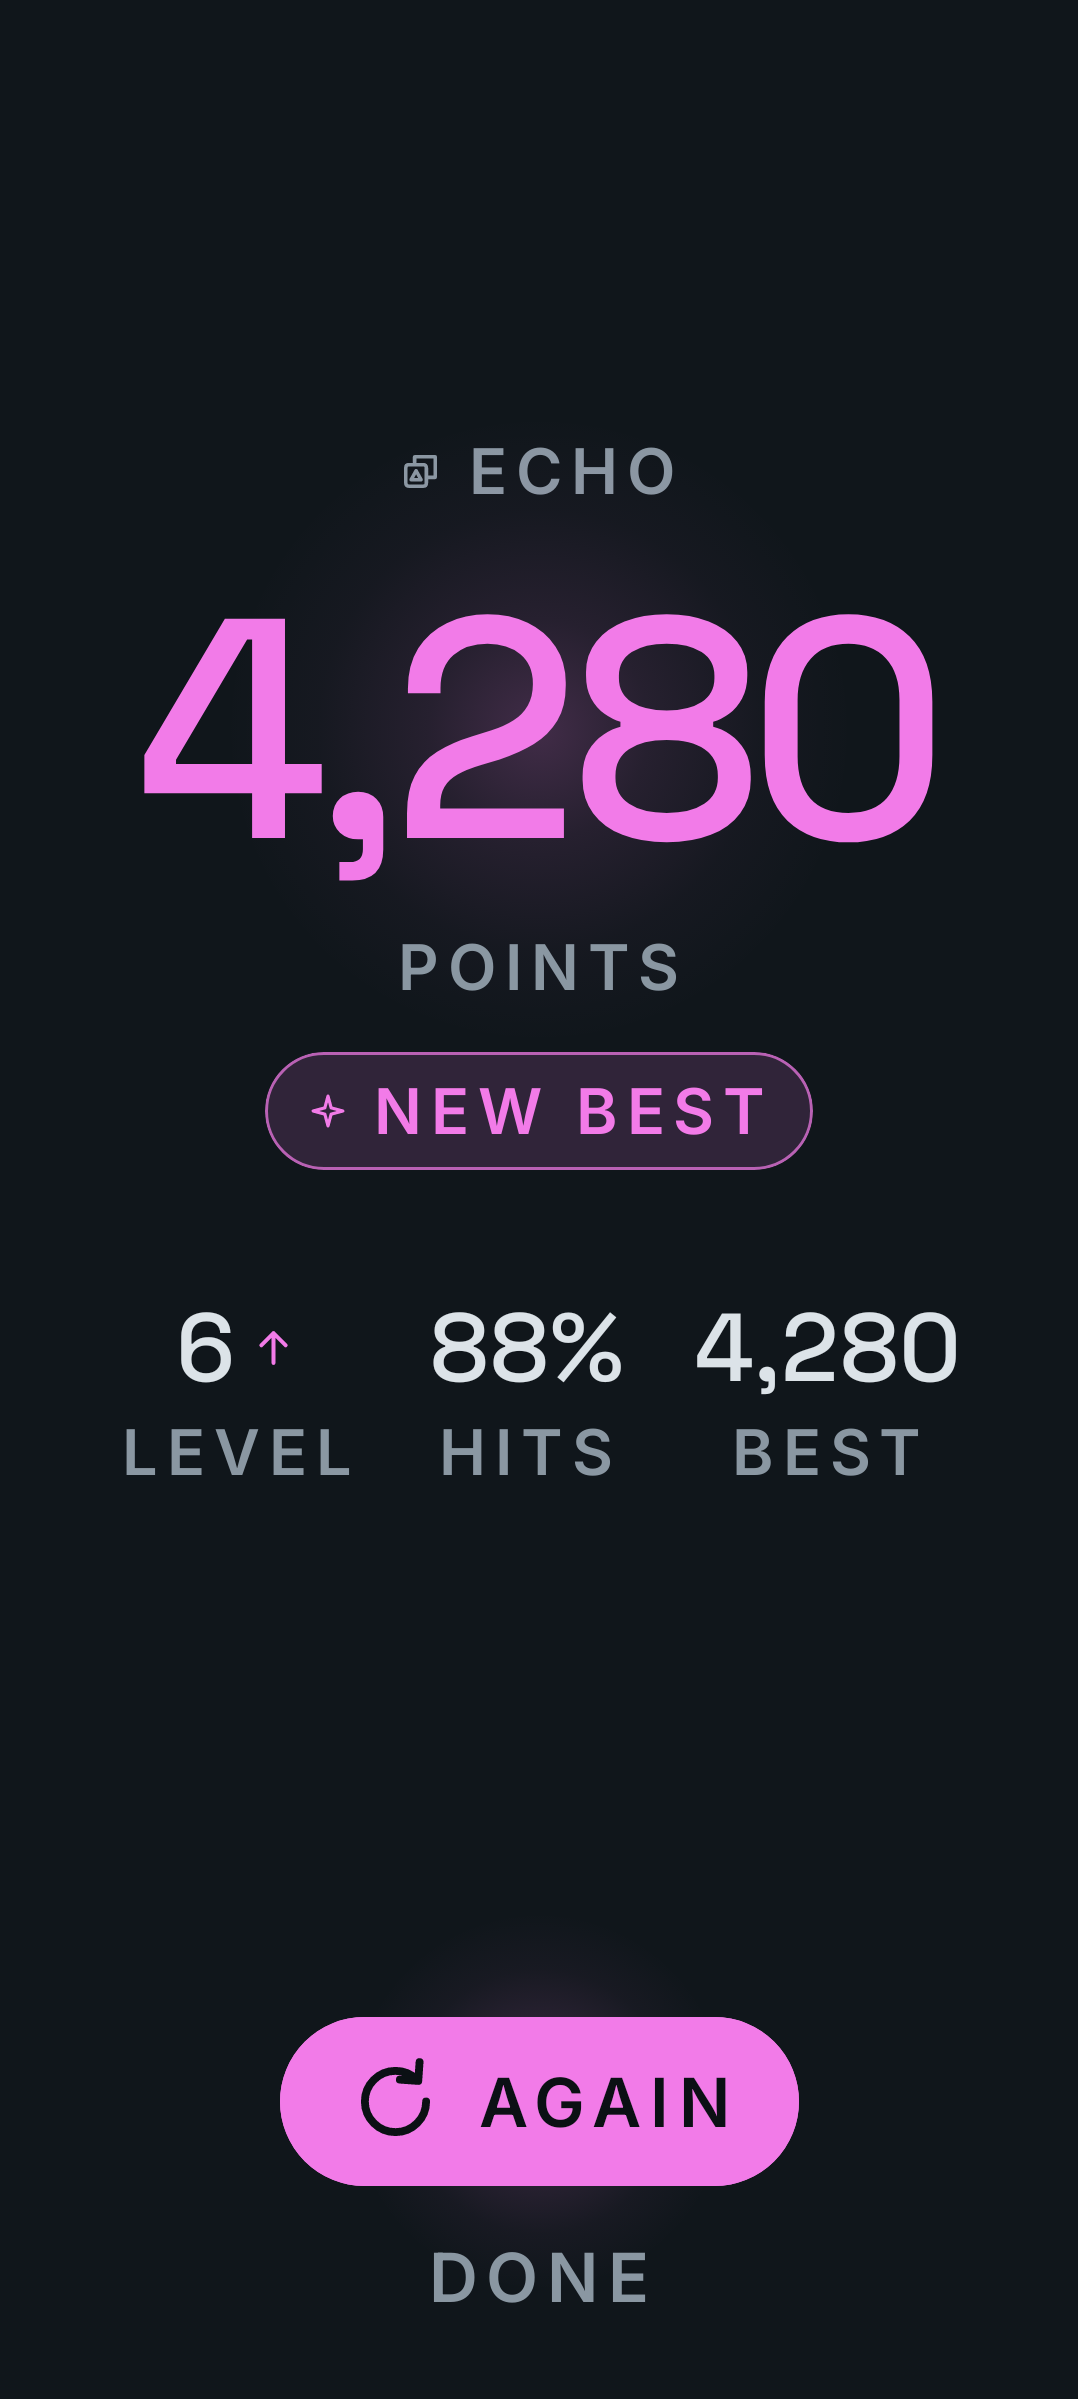 ECHO
4,280
POINTS
NEW BEST
6 88% 4,280
LEVEL HITS BEST
AGAIN
DONE